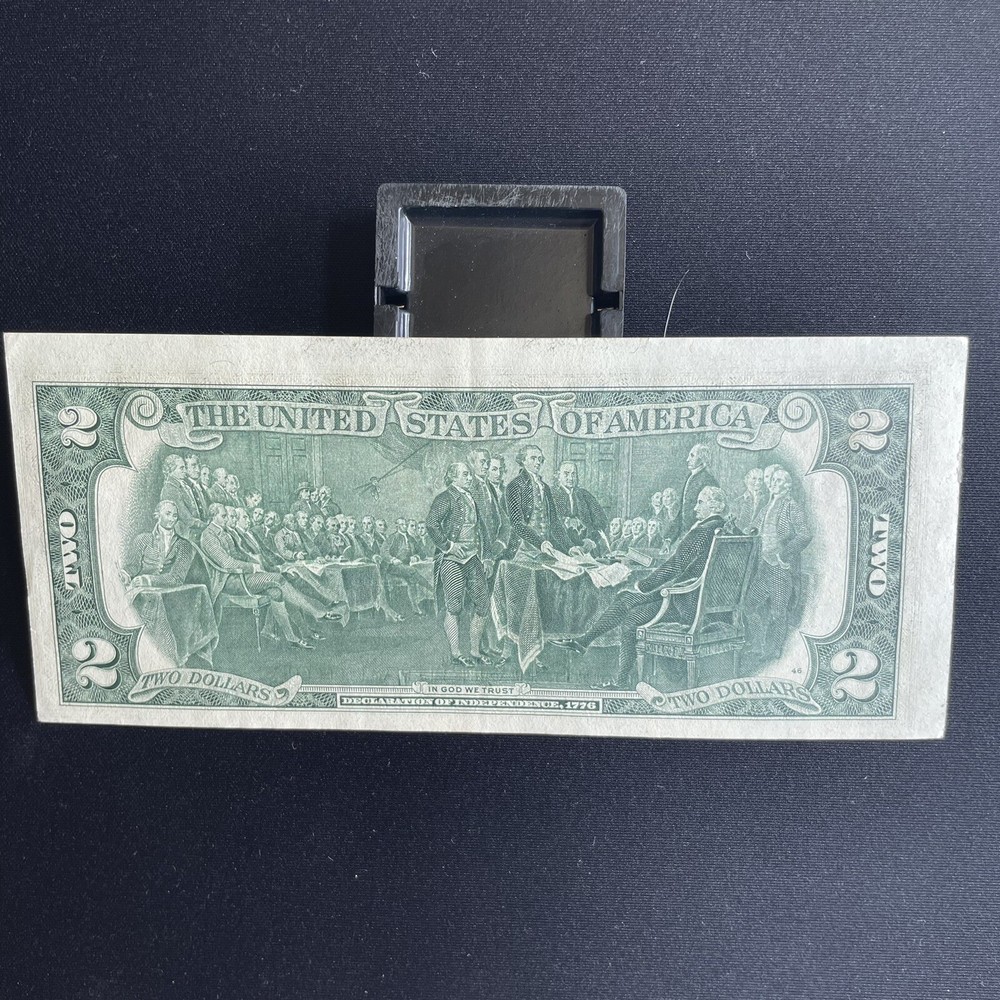 2 THE UNITED STATES OF AMERICA 2
TWO TWO
2 TWO DOLLARS IN GOD WE TRUST TWO DOLLARS 2
DECLARATION OF INDEPENDENCE, 1776
46